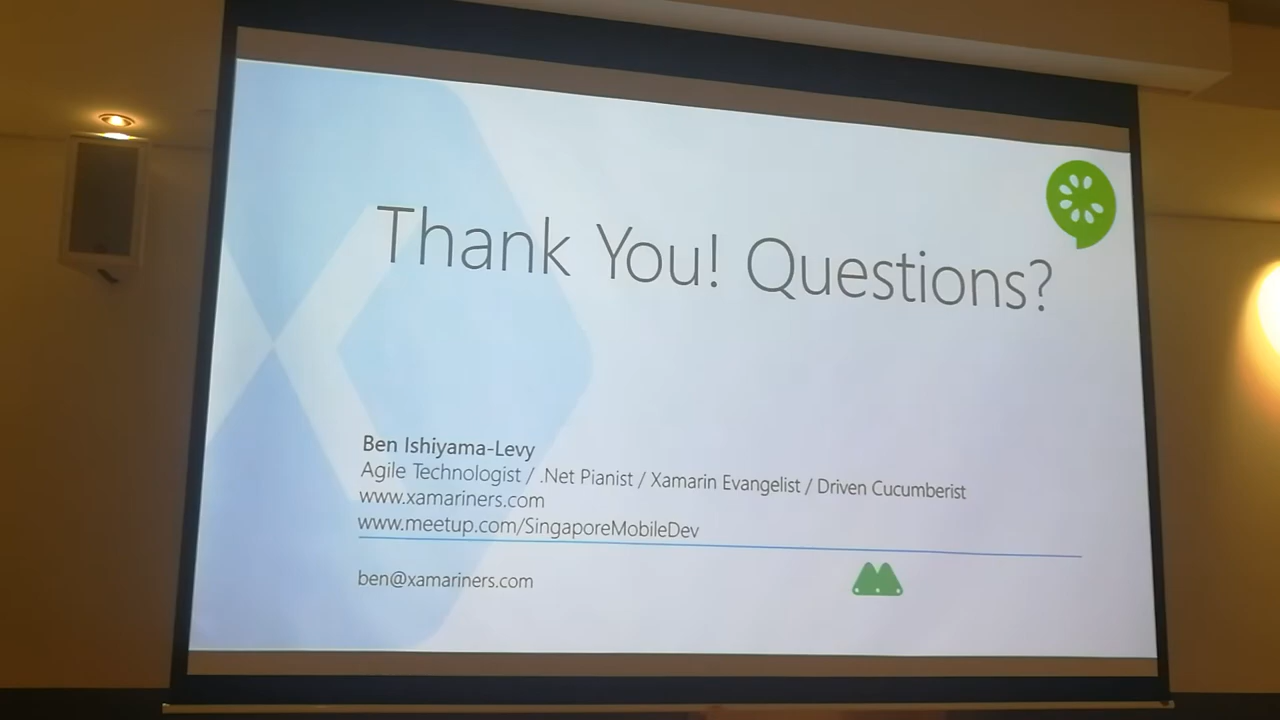 Thank You! Questions?
Ben Ishiyama-Levy
Agile Technologist / .Net Pianist / Xamarin Evangelist / Driven Cucumberist
www.xamariners.com
www.meetup.com/SingaporeMobileDev
ben@xamariners.com